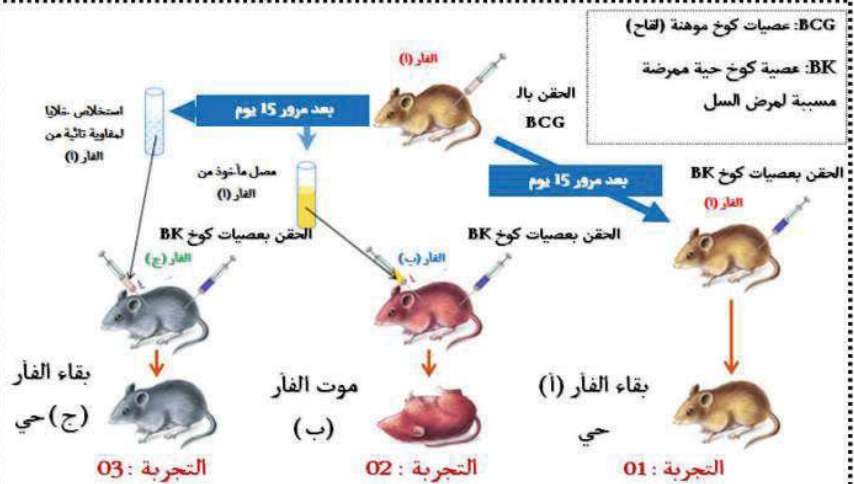 BCG: عصيات كوخ موهنة (لقاح)
BK: عصية كوخ حية ممرضة
مسببة لمرض السل
الفأر (أ)
الحقن بال
BCG
بعد مرور 15 يوم
استخلاص خلايا
لمفاوية تائية من
الفأر (أ)
مصل مأخوذ من
الفأر (أ)
بعد مرور 15 يوم
الحقن بعصيات كوخ BK
الفأر (أ)
الحقن بعصيات كوخ BK
الفأر (ب)
الحقن بعصيات كوخ BK
الفأر (ج)
بقاء الفأر (أ)
حي
موت الفأر
(ب)
بقاء الفأر
(ج) حي
التجربة : 01
التجربة : 02
التجربة : 03